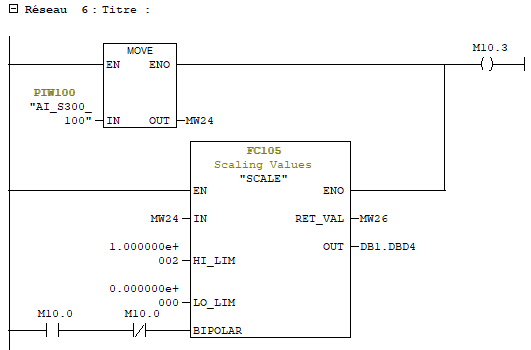 Réseau 6 : Titre :
M10.3
MOVE
EN ENO
PIW100
"AI_S300_
100" IN OUT MW24
FC105
Scaling Values
"SCALE"
EN ENO
MW24 IN RET_VAL MW26
1.000000e+ OUT DB1.DBD4
002 HI_LIM
0.000000e+
000 LO_LIM
M10.0 M10.0
BIPOLAR